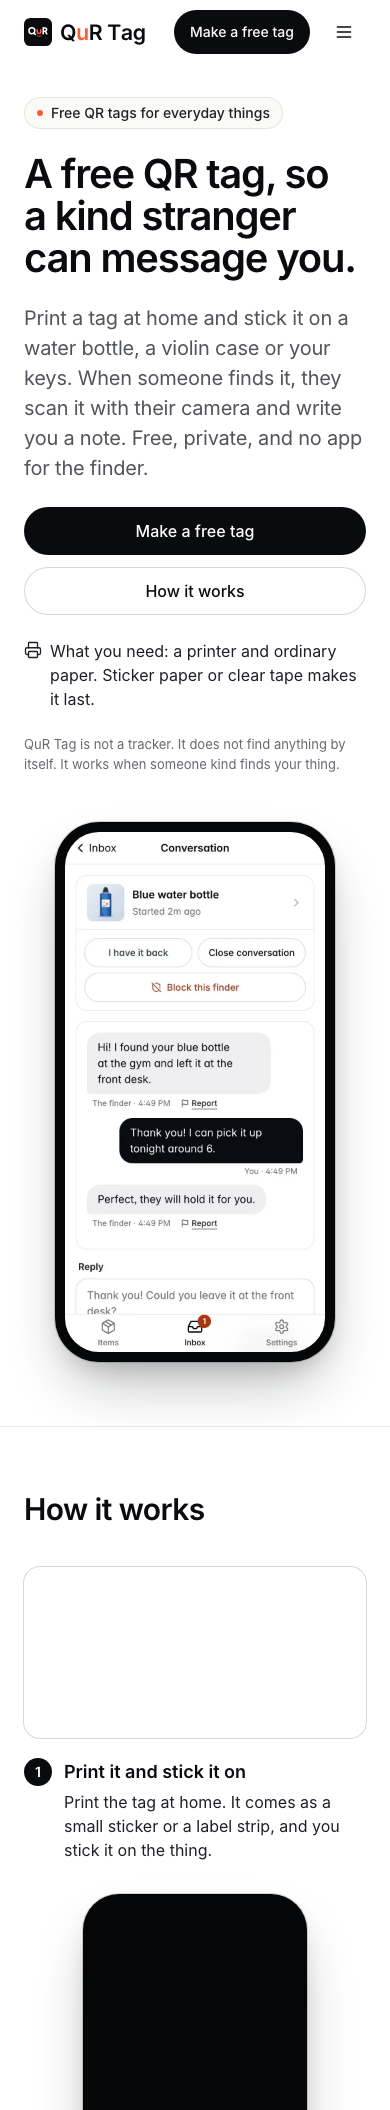 QuR
QuR Tag
Make a free tag
Free QR tags for everyday things
A free QR tag, so
a kind stranger
can message you.
Print a tag at home and stick it on a
water bottle, a violin case or your
keys. When someone finds it, they
scan it with their camera and write
you a note. Free, private, and no app
for the finder.
Make a free tag
How it works
What you need: a printer and ordinary
paper. Sticker paper or clear tape makes
it last.
QuR Tag is not a tracker. It does not find anything by
itself. It works when someone kind finds your thing.
Inbox
Conversation
Blue water bottle
Started 2m ago
I have it back
Close conversation
Block this finder
Hi! I found your blue bottle
at the gym and left it at the
front desk.
The finder · 4:49 PM Report
Thank you! I can pick it up
tonight around 6.
You · 4:49 PM
Perfect, they will hold it for you.
The finder · 4:49 PM Report
Reply
Thank you! Could you leave it at the front
desk?
1
Items
Inbox
Settings
How it works
1
Print it and stick it on
Print the tag at home. It comes as a
small sticker or a label strip, and you
stick it on the thing.